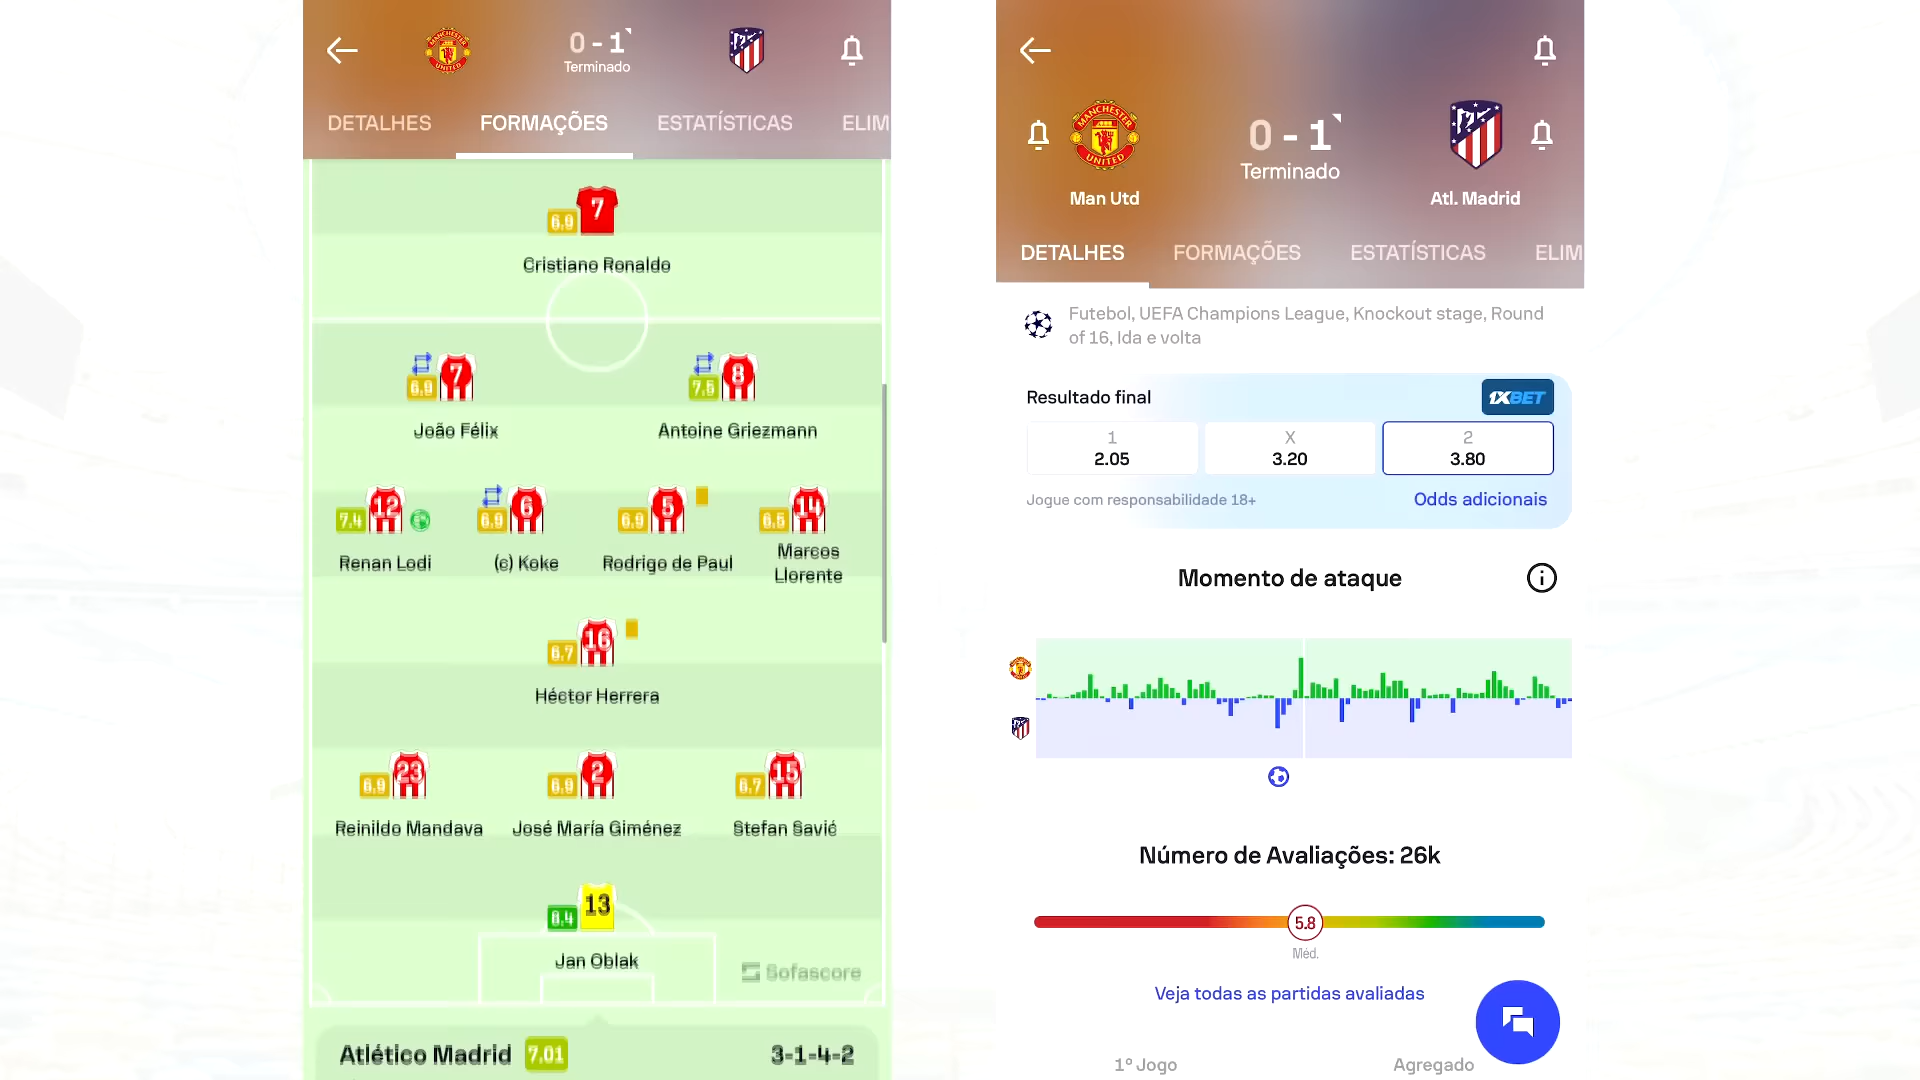 0 - 1
Terminado
DETALHES FORMAÇÕES ESTATÍSTICAS ELIM
7
6.9
Cristiano Ronaldo
7 8
6.9 7.5
João Félix Antoine Griezmann
12 6 5 14
7.4 6.9 6.9 6.5
Renan Lodi (c) Koke Rodrigo de Paul Marcos
Llorente
16
6.7
Héctor Herrera
23 2 15
6.9 6.9 6.7
Reinildo Mandava José María Giménez Stefan Savić
13
8.4
Jan Oblak
Sofascore
Atlético Madrid 7.01 3-1-4-2
MANCHESTER
UNITED
0 - 1
Terminado
Man Utd Atl. Madrid
DETALHES FORMAÇÕES ESTATÍSTICAS ELIM
Futebol, UEFA Champions League, Knockout stage, Round
of 16, Ida e volta
Resultado final 1XBET
1 X 2
2.05 3.20 3.80
Jogue com responsabilidade 18+ Odds adicionais
Momento de ataque
Número de Avaliações: 26k
5.8
Méd.
Veja todas as partidas avaliadas
1º Jogo Agregado